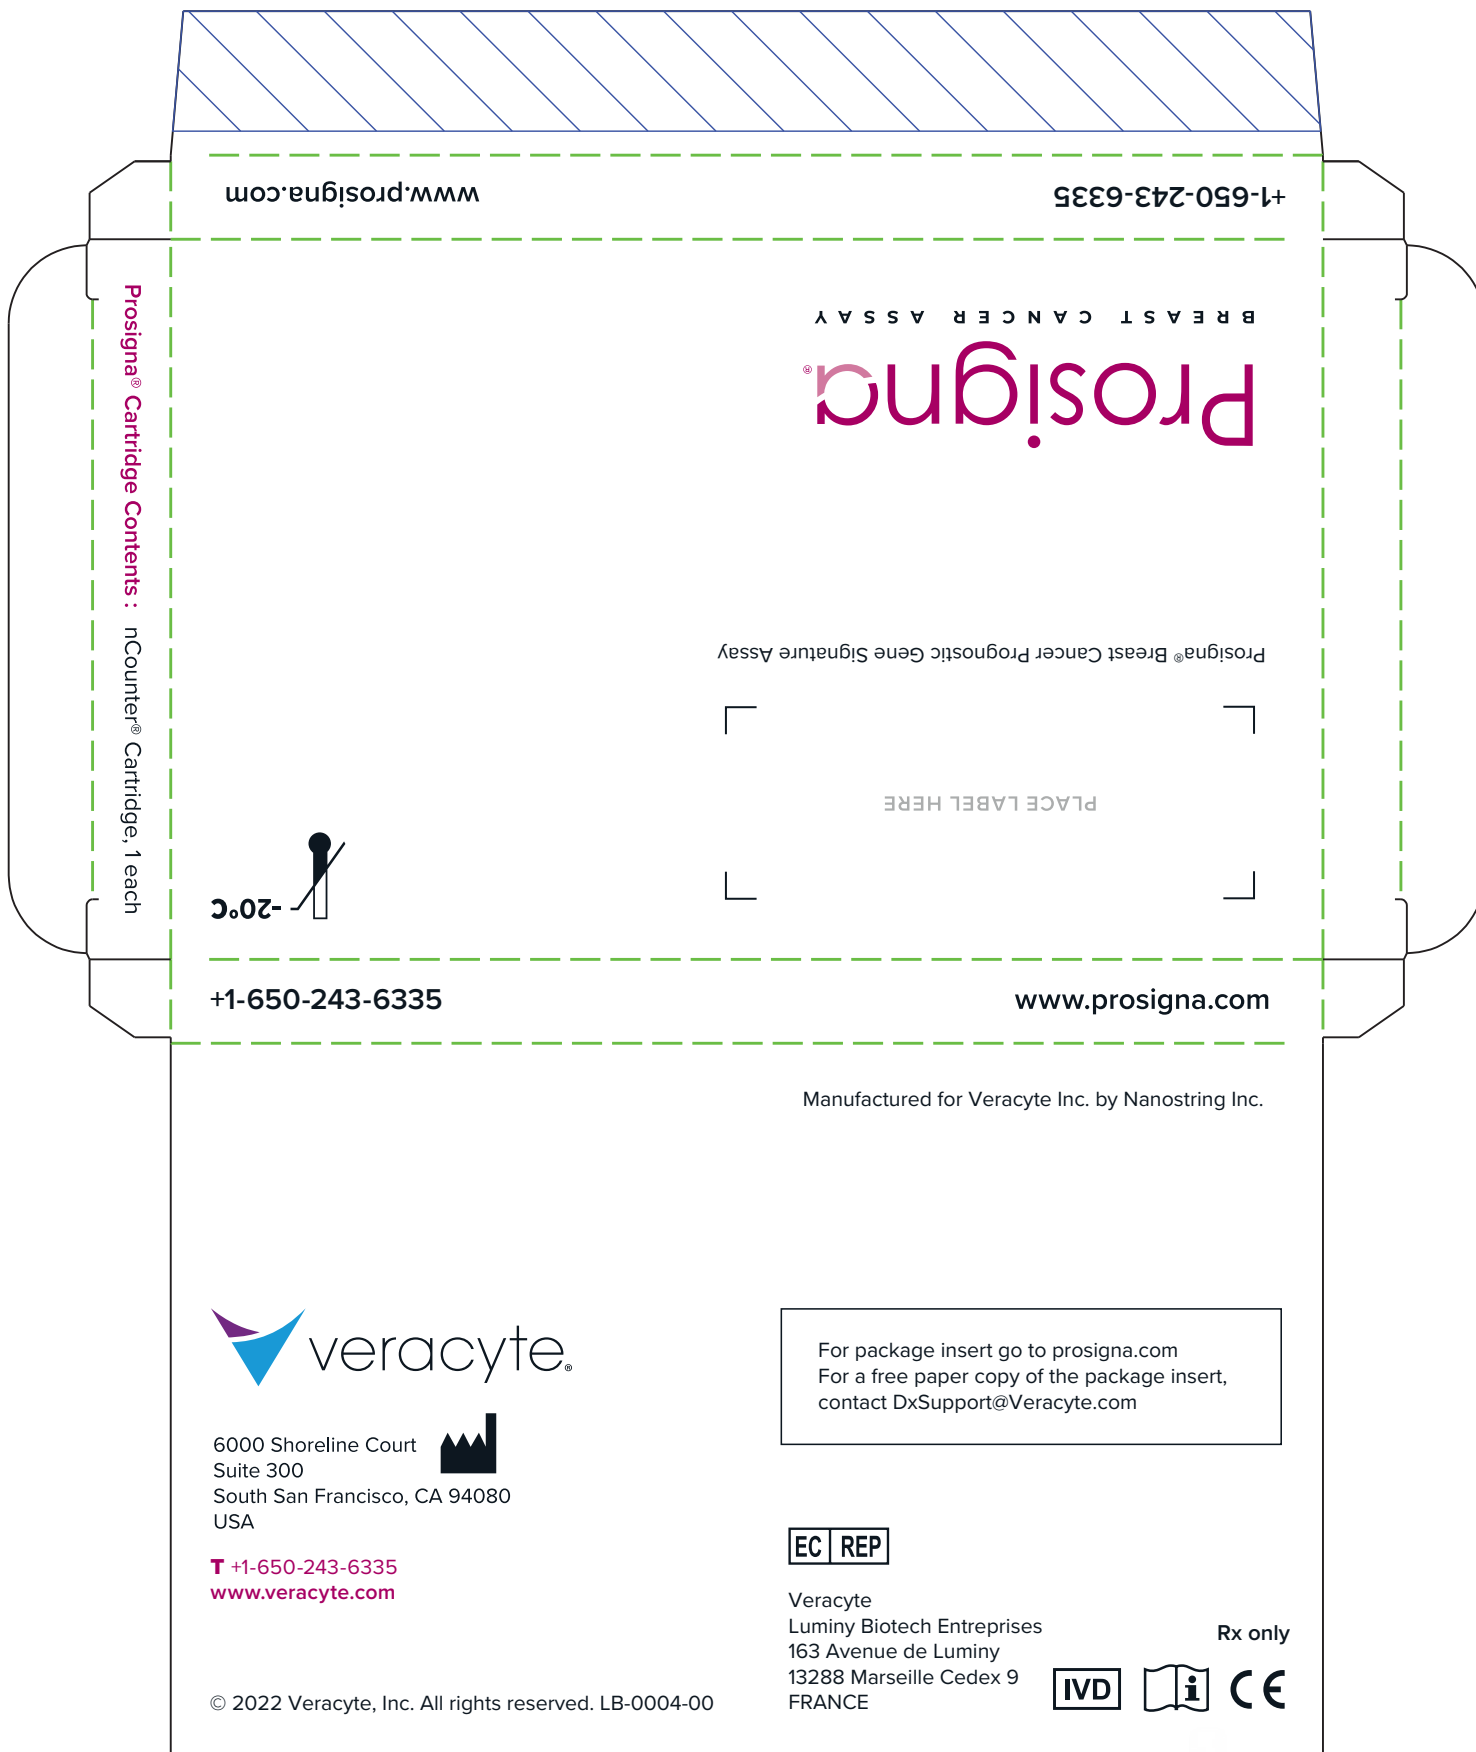 www.prosigna.com
+1-650-243-6335
BREAST CANCER ASSAY
Prosigna®
Prosigna® Cartridge Contents : nCounter® Cartridge, 1 each
Prosigna® Breast Cancer Prognostic Gene Signature Assay
PLACE LABEL HERE
-20°C
+1-650-243-6335
www.prosigna.com
Manufactured for Veracyte Inc. by Nanostring Inc.
veracyte®
6000 Shoreline Court
Suite 300
South San Francisco, CA 94080
USA
T +1-650-243-6335
www.veracyte.com
© 2022 Veracyte, Inc. All rights reserved. LB-0004-00
For package insert go to prosigna.com
For a free paper copy of the package insert,
contact DxSupport@Veracyte.com
EC REP
Veracyte
Luminy Biotech Entreprises
163 Avenue de Luminy
13288 Marseille Cedex 9
FRANCE
Rx only
IVD
i
CE